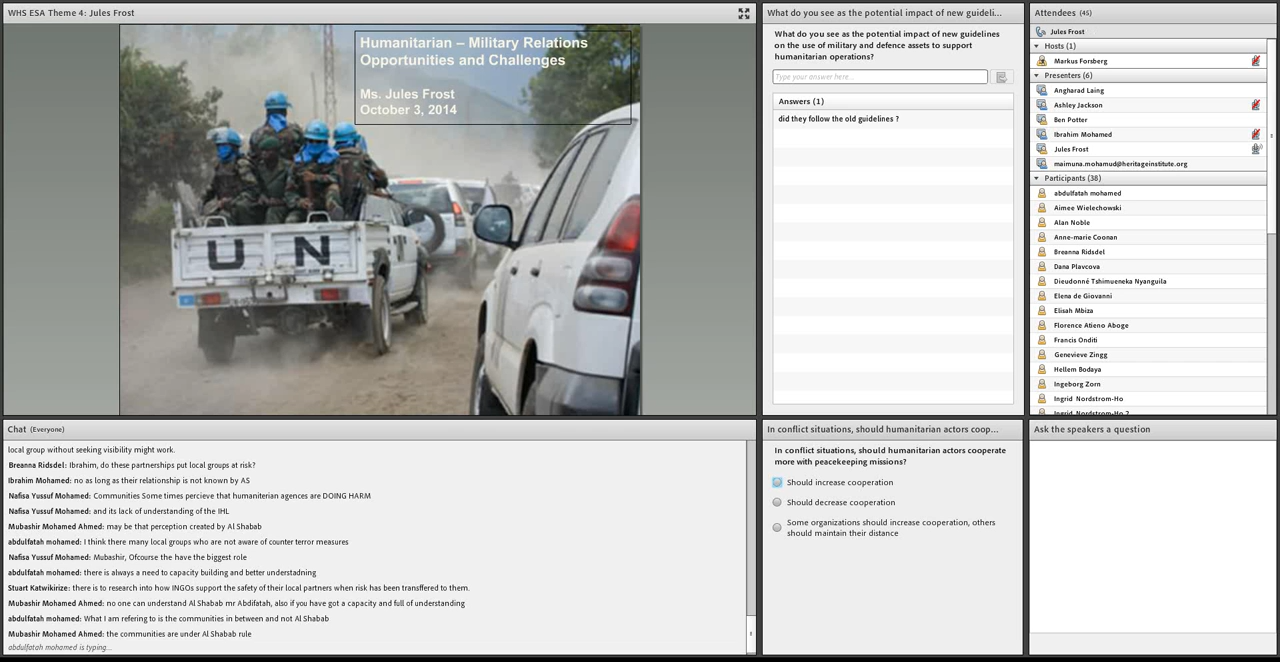 WHS ESA Theme 4: Jules Frost
Humanitarian – Military Relations
Opportunities and Challenges
Ms. Jules Frost
October 3, 2014
U N
What do you see as the potential impact of new guideli...
What do you see as the potential impact of new guidelines
on the use of military and defence assets to support
humanitarian operations?
Type your answer here...
Answers (1)
did they follow the old guidelines ?
Attendees (45)
Jules Frost
Hosts (1)
Markus Forsberg
Presenters (6)
Angharad Laing
Ashley Jackson
Ben Potter
Ibrahim Mohamed
Jules Frost
maimuna.mohamud@heritageinstitute.org
Participants (38)
abdulfatah mohamed
Aimee Wielechowski
Alan Noble
Anne-marie Coonan
Breanna Ridsdel
Dana Plavcova
Dieudonné Tshimueneka Nyanguila
Elena de Giovanni
Elisah Mbiza
Florence Atieno Aboge
Francis Onditi
Genevieve Zingg
Hellem Bodaya
Ingeborg Zorn
Ingrid Nordstrom-Ho
Ingrid Nordstrom-Ho 2
Chat (Everyone)
local group without seeking visibility might work.
Breanna Ridsdel: Ibrahim, do these partnerships put local groups at risk?
Ibrahim Mohamed: no as long as their relationship is not known by AS
Nafisa Yussuf Mohamed: Communities Some times percieve that humaniterian agencies are DOING HARM
Nafisa Yussuf Mohamed: and its lack of understanding of the IHL
Mubashir Mohamed Ahmed: may be that perception created by Al Shabab
abdulfatah mohamed: I think there many local groups who are not aware of counter terror measures
Nafisa Yussuf Mohamed: Mubashir, Ofcourse the have the biggest role
abdulfatah mohamed: there is always a need to capacity building and better understadning
Stuart Katwikirize: there is to research into how INGOs support the safety of their local partners when risk has been transffered to them.
Mubashir Mohamed Ahmed: no one can understand Al Shabab mr Abdifatah, also if you have got a capacity and full of understanding
abdulfatah mohamed: What I am refering to is the communities in between and not Al Shabab
Mubashir Mohamed Ahmed: the communities are under Al Shabab rule
abdulfatah mohamed is typing...
In conflict situations, should humanitarian actors coop...
In conflict situations, should humanitarian actors cooperate
more with peacekeeping missions?
Should increase cooperation
Should decrease cooperation
Some organizations should increase cooperation, others
should maintain their distance
Ask the speakers a question